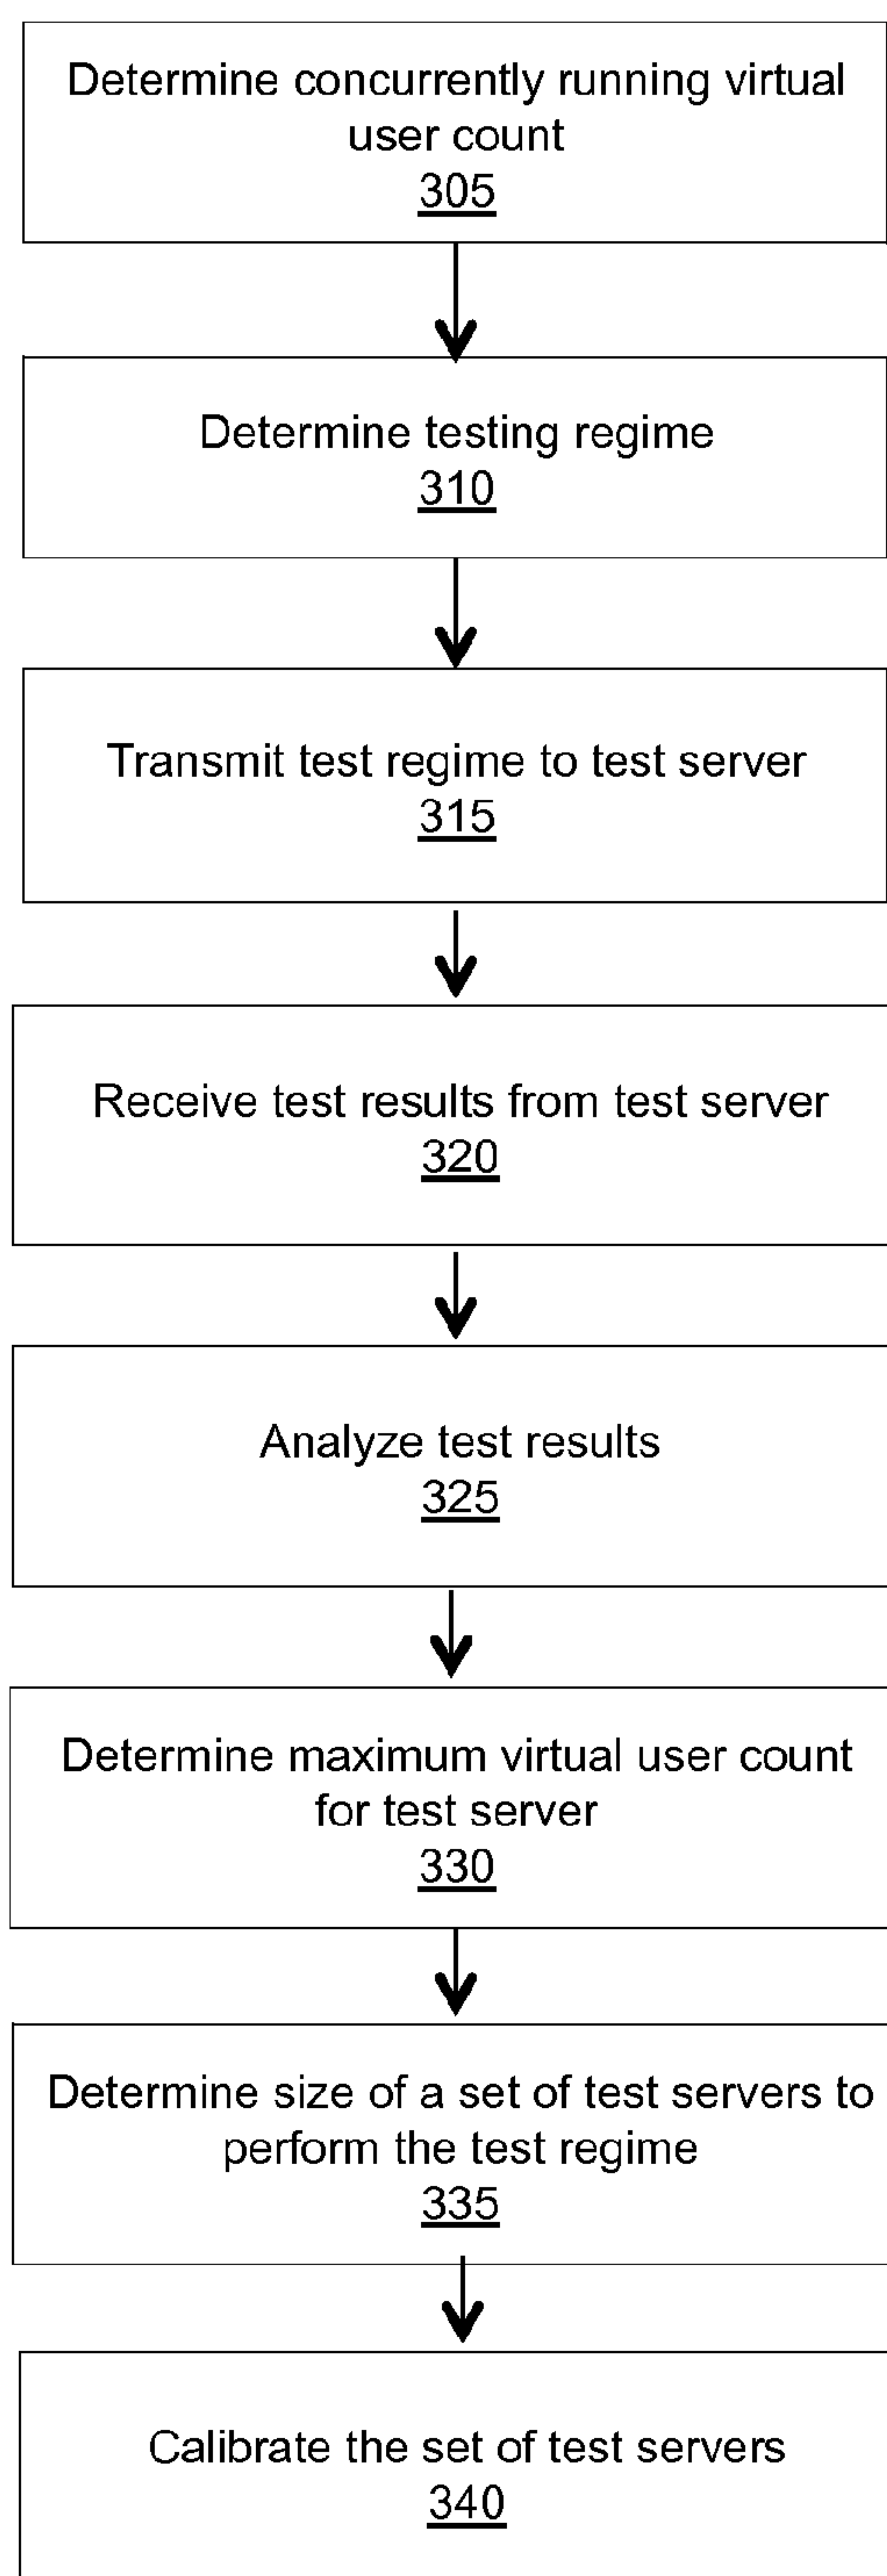 Determine concurrently running virtual
user count
305
Determine testing regime
310
Transmit test regime to test server
315
Receive test results from test server
320
Analyze test results
325
Determine maximum virtual user count
for test server
330
Determine size of a set of test servers to
perform the test regime
335
Calibrate the set of test servers
340